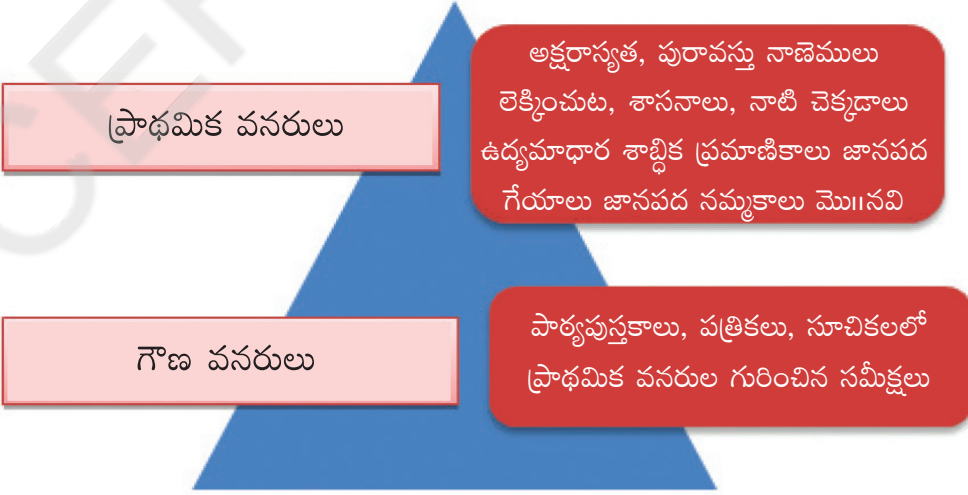 ప్రాథమిక వనరులు
అక్షరాస్యత, పురావస్తు నాణెములు
లెక్కించుట, శాసనాలు, నాటి చెక్కడాలు
ఉద్యమాధార శాబ్ధిక ప్రమాణికాలు జానపద
గేయాలు జానపద నమ్మకాలు మొ॥నవి
గౌణ వనరులు
పాఠ్యపుస్తకాలు, పత్రికలు, సూచికలలో
ప్రాథమిక వనరుల గురించిన సమీక్షలు